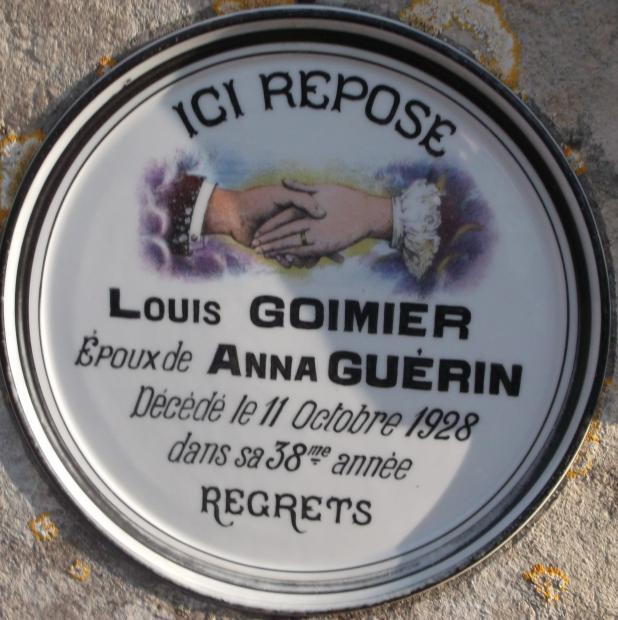 ICI REPOSE
LOUIS GOIMIER
ÉPOUX de ANNA GUÉRIN
Décédé le 11 Octobre 1928
dans sa 38me année
REGRETS